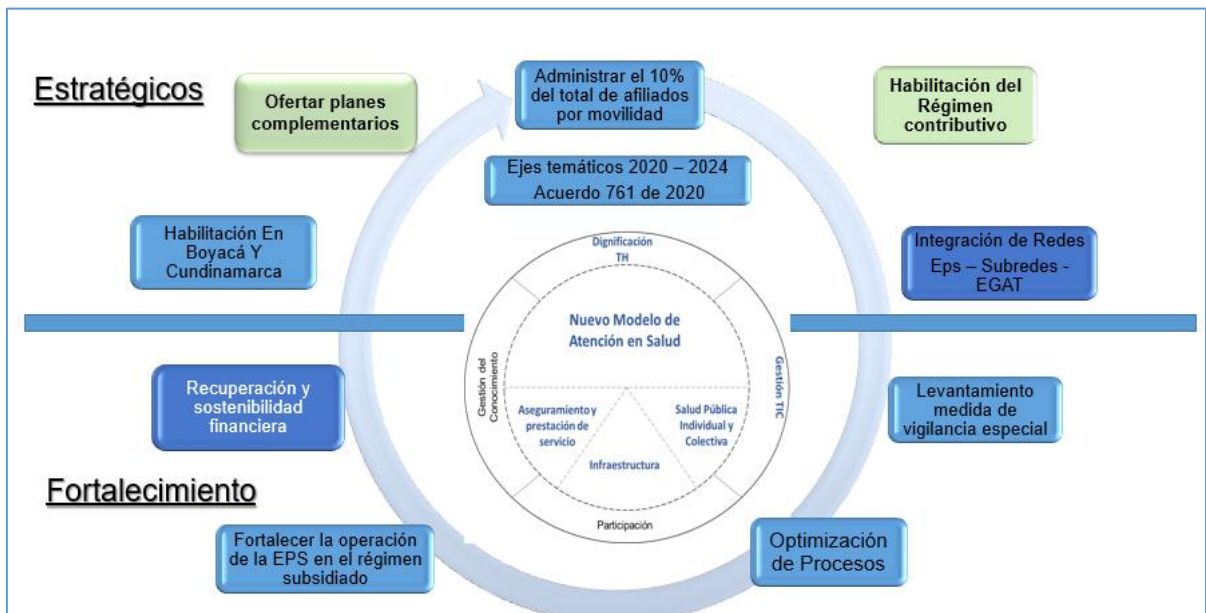 Estratégicos
Ofertar planes
complementarios
Administrar el 10%
del total de afiliados
por movilidad
Habilitación del
Régimen
contributivo
Ejes temáticos 2020 – 2024
Acuerdo 761 de 2020
Habilitación En
Boyacá Y
Cundinamarca
Integración de Redes
Eps – Subredes -
EGAT
Dignificación
TH
Nuevo Modelo de
Atención en Salud
Gestión del
Conocimiento
Gestión TIC
Aseguramiento y
prestación de
servicio
Salud Pública
Individual y
Colectiva
Infraestructura
Participación
Recuperación y
sostenibilidad
financiera
Levantamiento
medida de
vigilancia especial
Fortalecimiento
Fortalecer la operación
de la EPS en el régimen
subsidiado
Optimización
de Procesos